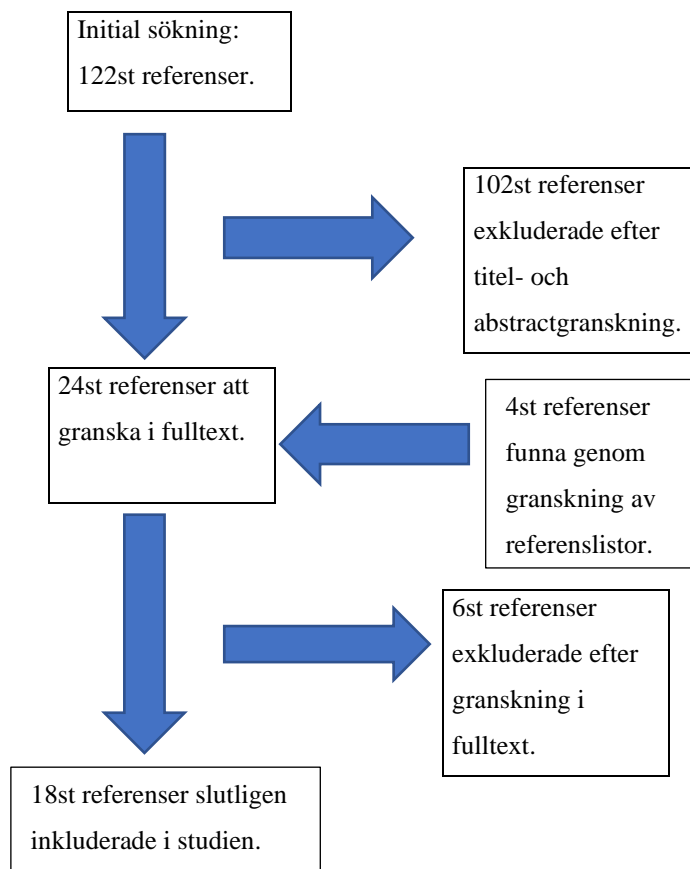 Initial sökning:
122st referenser.
102st referenser
exkluderade efter
titel- och
abstractgranskning.
24st referenser att
granska i fulltext.
4st referenser
funna genom
granskning av
referenslistor.
6st referenser
exkluderade efter
granskning i
fulltext.
18st referenser slutligen
inkluderade i studien.